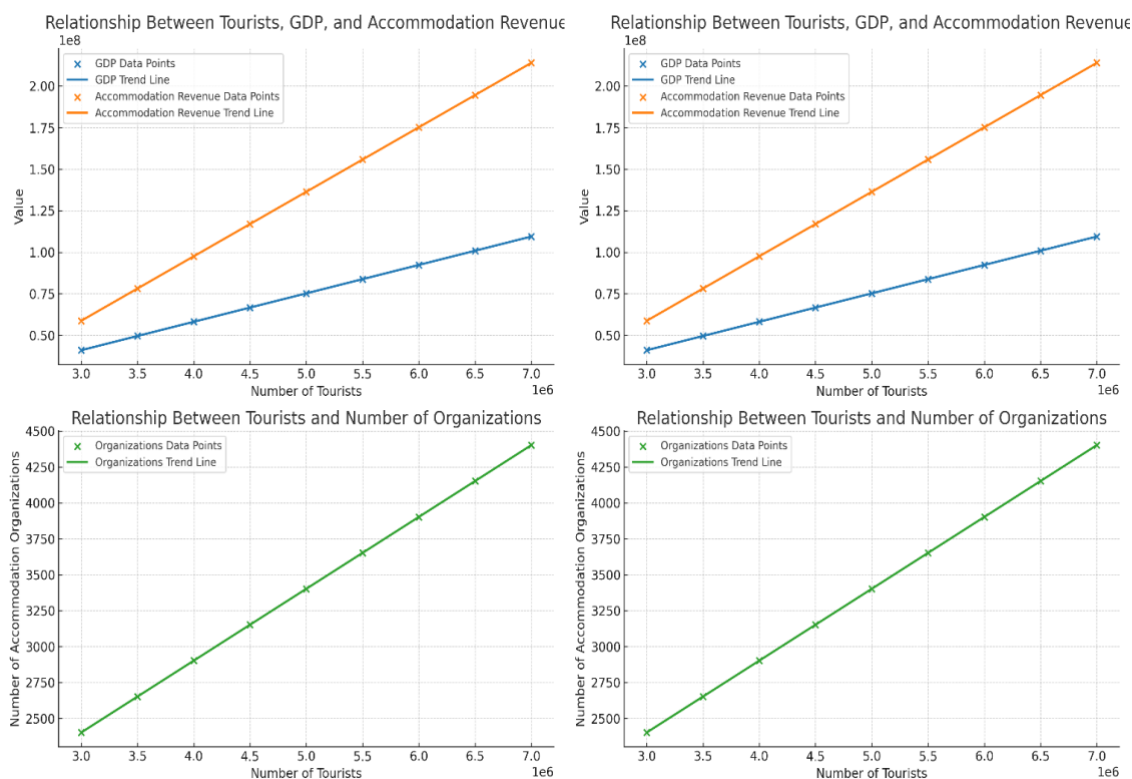 Relationship Between Tourists, GDP, and Accommodation Revenue
1e8
GDP Data Points
GDP Trend Line
Accommodation Revenue Data Points
Accommodation Revenue Trend Line
2.00
1.75
1.50
1.25
1.00
0.75
0.50
Value
3.0 3.5 4.0 4.5 5.0 5.5 6.0 6.5 7.0
Number of Tourists
1e6
Relationship Between Tourists, GDP, and Accommodation Revenue
1e8
GDP Data Points
GDP Trend Line
Accommodation Revenue Data Points
Accommodation Revenue Trend Line
2.00
1.75
1.50
1.25
1.00
0.75
0.50
Value
3.0 3.5 4.0 4.5 5.0 5.5 6.0 6.5 7.0
Number of Tourists
1e6
Relationship Between Tourists and Number of Organizations
Organizations Data Points
Organizations Trend Line
4500
4250
4000
3750
3500
3250
3000
2750
2500
Number of Accommodation Organizations
3.0 3.5 4.0 4.5 5.0 5.5 6.0 6.5 7.0
Number of Tourists
1e6
Relationship Between Tourists and Number of Organizations
Organizations Data Points
Organizations Trend Line
4500
4250
4000
3750
3500
3250
3000
2750
2500
Number of Accommodation Organizations
3.0 3.5 4.0 4.5 5.0 5.5 6.0 6.5 7.0
Number of Tourists
1e6